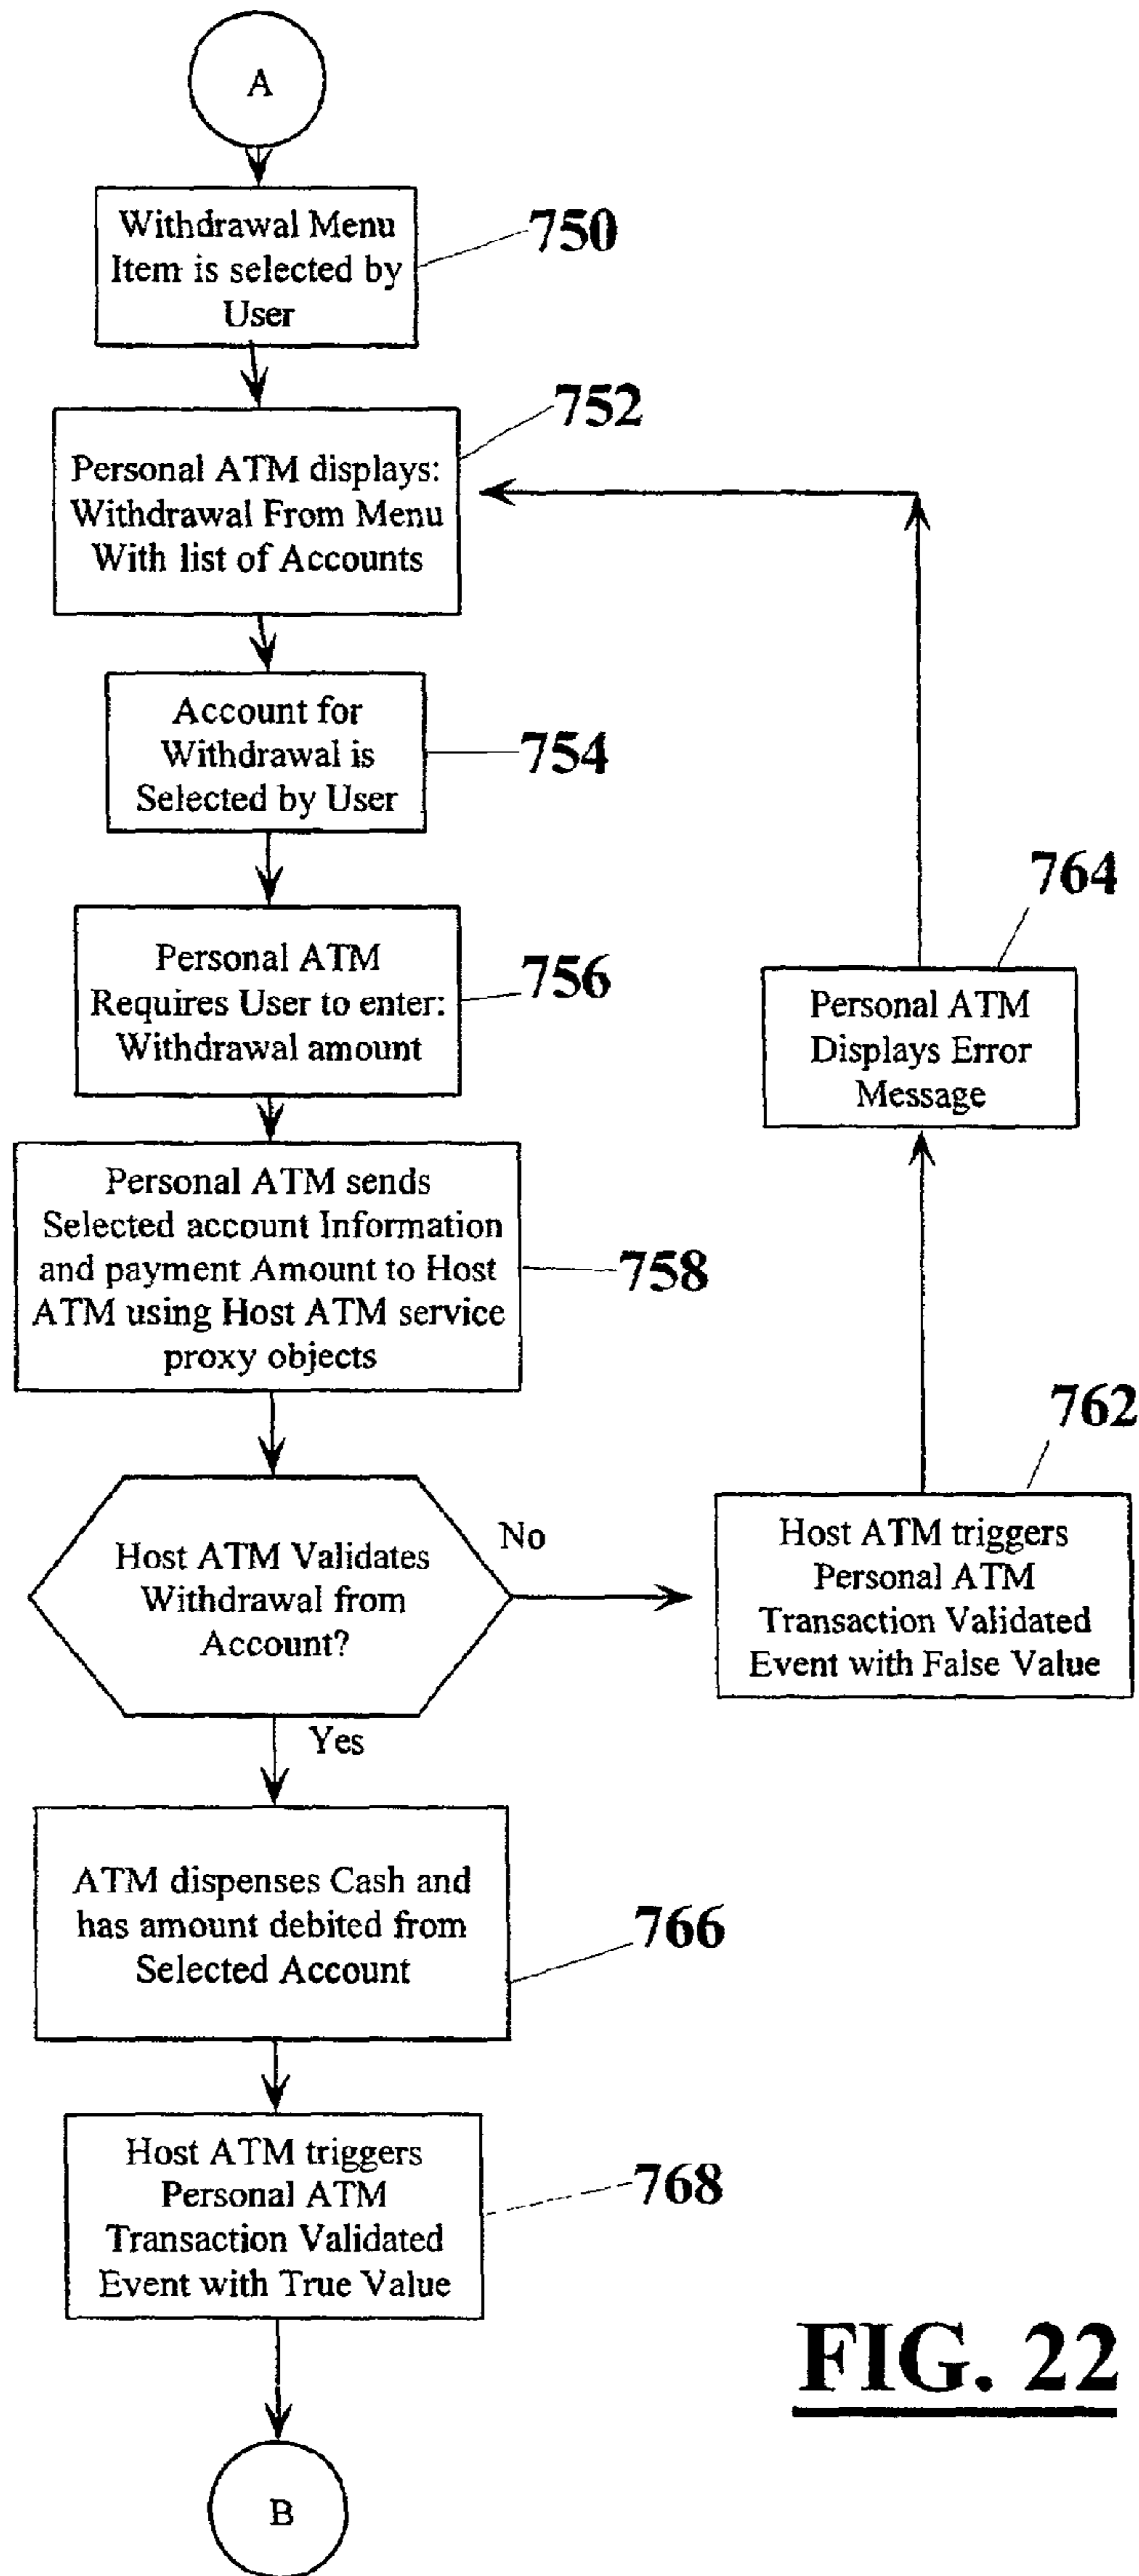 A
Withdrawal Menu
Item is selected by
User
750
Personal ATM displays:
Withdrawal From Menu
With list of Accounts
752
Account for
Withdrawal is
Selected by User
754
Personal ATM
Requires User to enter:
Withdrawal amount
756
764
Personal ATM
Displays Error
Message
Personal ATM sends
Selected account Information
and payment Amount to Host
ATM using Host ATM service
proxy objects
758
762
Host ATM Validates
Withdrawal from
Account?
No
Host ATM triggers
Personal ATM
Transaction Validated
Event with False Value
Yes
ATM dispenses Cash and
has amount debited from
Selected Account
766
Host ATM triggers
Personal ATM
Transaction Validated
Event with True Value
768
B
FIG. 22